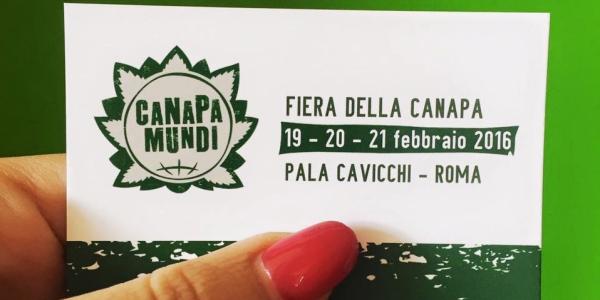 CANAPA
MUNDI
FIERA DELLA CANAPA
19 - 20 - 21 febbraio 2016
PALA CAVICCHI - ROMA